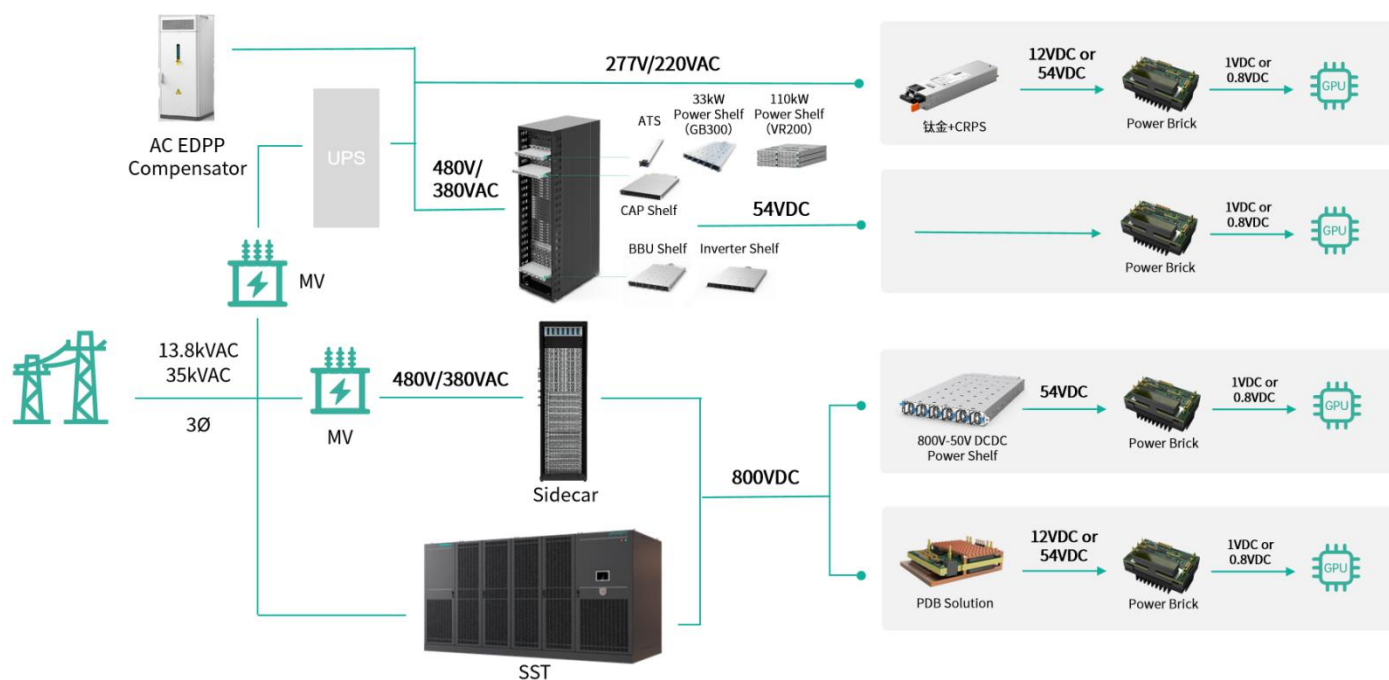 AC EDPP
Compensator
UPS
MV
13.8kVAC
35kVAC
3Ø
MV
480V/380VAC
277V/220VAC
480V/
380VAC
ATS
33kW
Power Shelf
(GB300)
110kW
Power Shelf
(VR200)
CAP Shelf
BBU Shelf
Inverter Shelf
54VDC
Sidecar
SST
800VDC
钛金+CRPS
12VDC or
54VDC
Power Brick
1VDC or
0.8VDC
GPU
Power Brick
1VDC or
0.8VDC
GPU
800V-50V DCDC
Power Shelf
54VDC
Power Brick
1VDC or
0.8VDC
GPU
PDB Solution
12VDC or
54VDC
Power Brick
1VDC or
0.8VDC
GPU